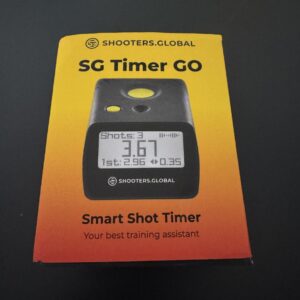 SHOOTERS.GLOBAL
SG Timer GO
Shots: 3
3.67
1st: 2.96 ◂▸0.35
SHOOTERS.GLOBAL
Smart Shot Timer
Your best training assistant